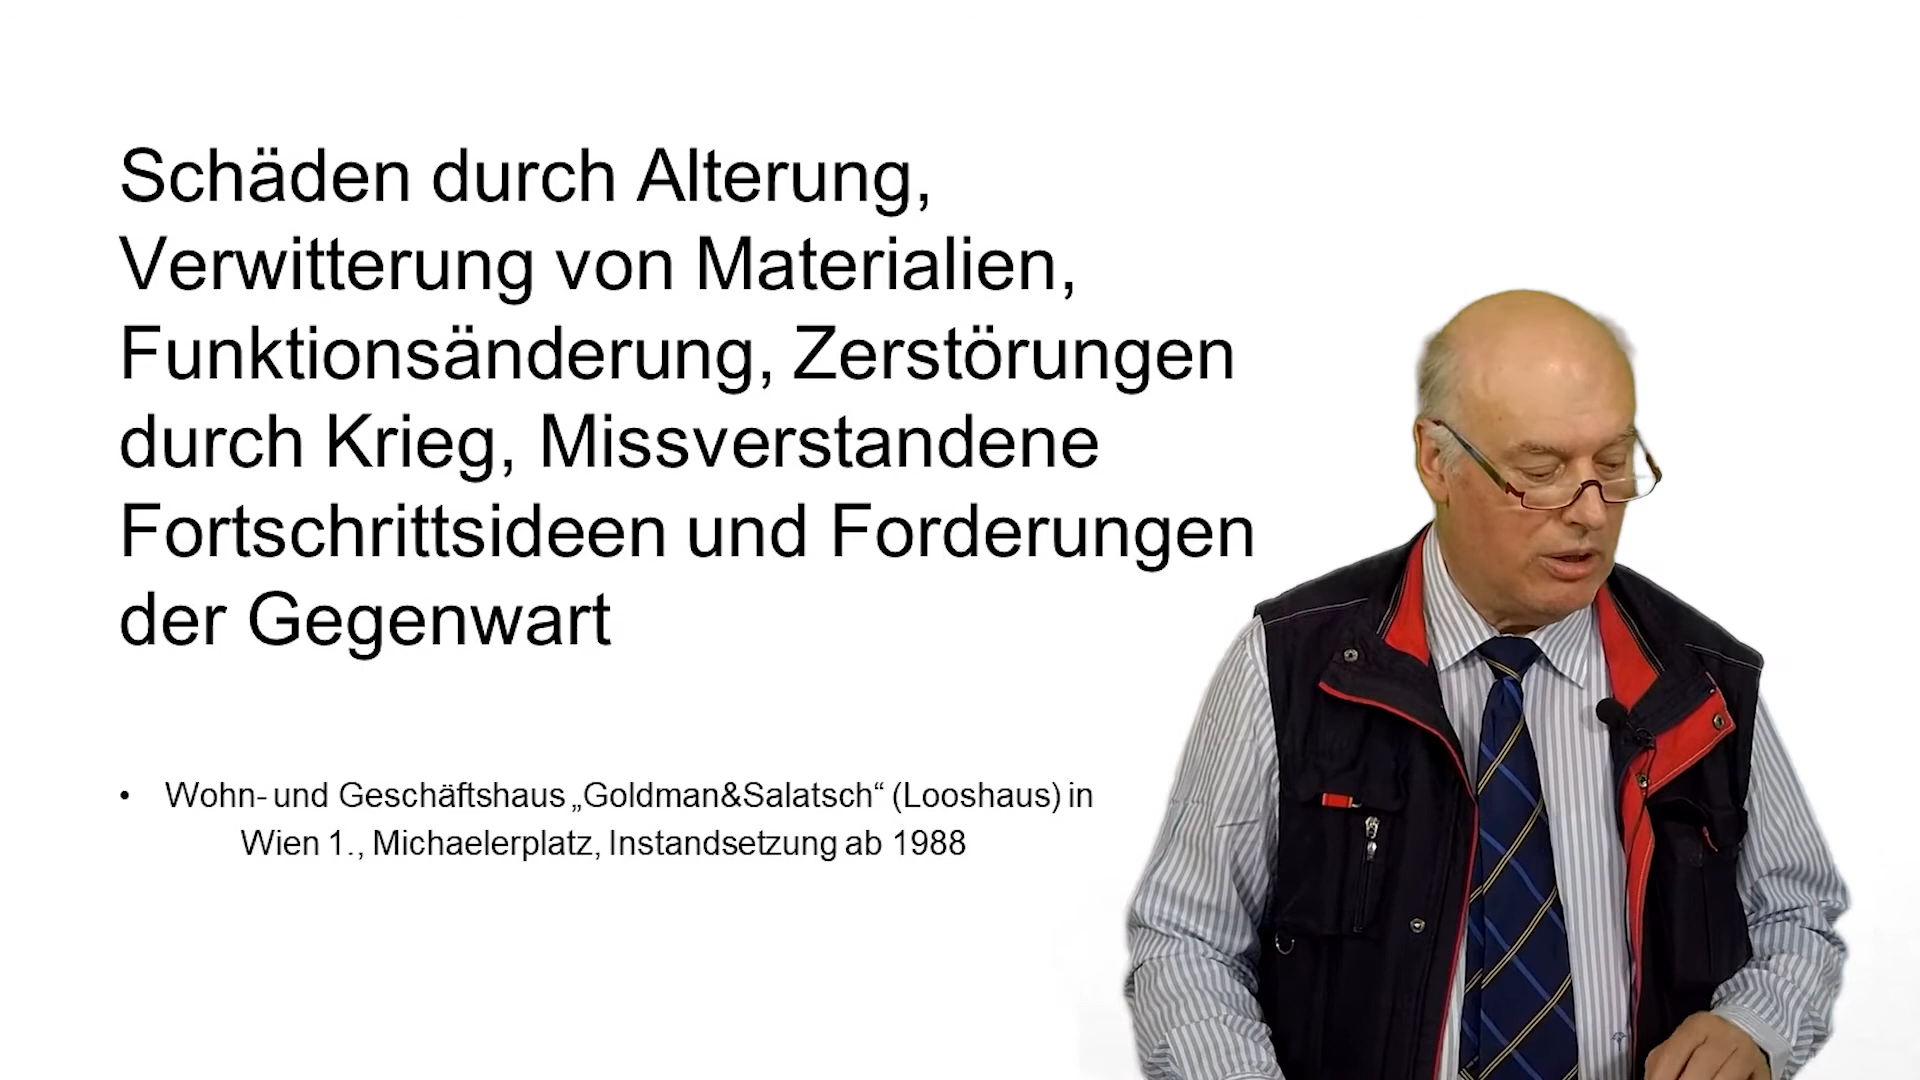 Schäden durch Alterung,
Verwitterung von Materialien,
Funktionsänderung, Zerstörungen
durch Krieg, Missverstandene
Fortschrittsideen und Forderungen
der Gegenwart
• Wohn- und Geschäftshaus „Goldman&Salatsch“ (Looshaus) in
Wien 1., Michaelerplatz, Instandsetzung ab 1988